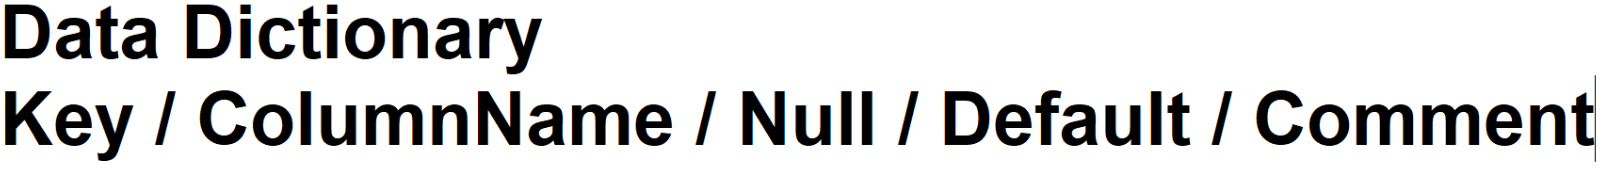 Data Dictionary
Key / ColumnName / Null / Default / Comment